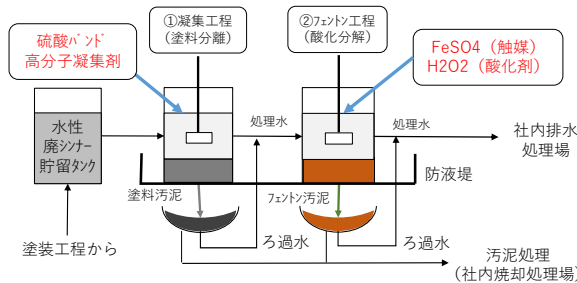 ①凝集工程
(塗料分離)
②フェントン工程
(酸化分解)
硫酸ﾊﾞﾝﾄﾞ
高分子凝集剤
FeSO4（触媒）
H2O2（酸化剤）
水性
廃シンナー
貯留タンク
処理水
処理水
社内排水
処理場
防液堤
塗料汚泥
フェントン汚泥
ろ過水
ろ過水
塗装工程から
汚泥処理
(社内焼却処理場)